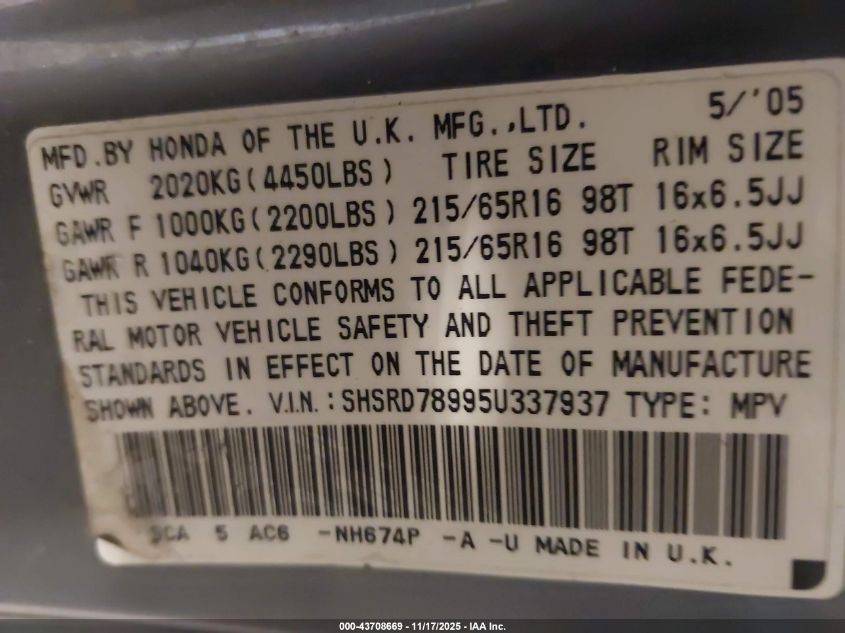 MFD.BY HONDA OF THE U.K. MFG.,LTD. 5/'05
GVWR 2020KG(4450LBS) TIRE SIZE RIM SIZE
GAWR F 1000KG(2200LBS) 215/65R16 98T 16x6.5JJ
GAWR R 1040KG(2290LBS) 215/65R16 98T 16x6.5JJ
THIS VEHICLE CONFORMS TO ALL APPLICABLE FEDE-
RAL MOTOR VEHICLE SAFETY AND THEFT PREVENTION
STANDARDS IN EFFECT ON THE DATE OF MANUFACTURE
SHOWN ABOVE. V.I.N.:SHSRD78995U337937 TYPE: MPV
SCA 5 AC6 -NH674P -A -U MADE IN U.K.
000-43708669 - 11/17/2025 - IAA Inc.